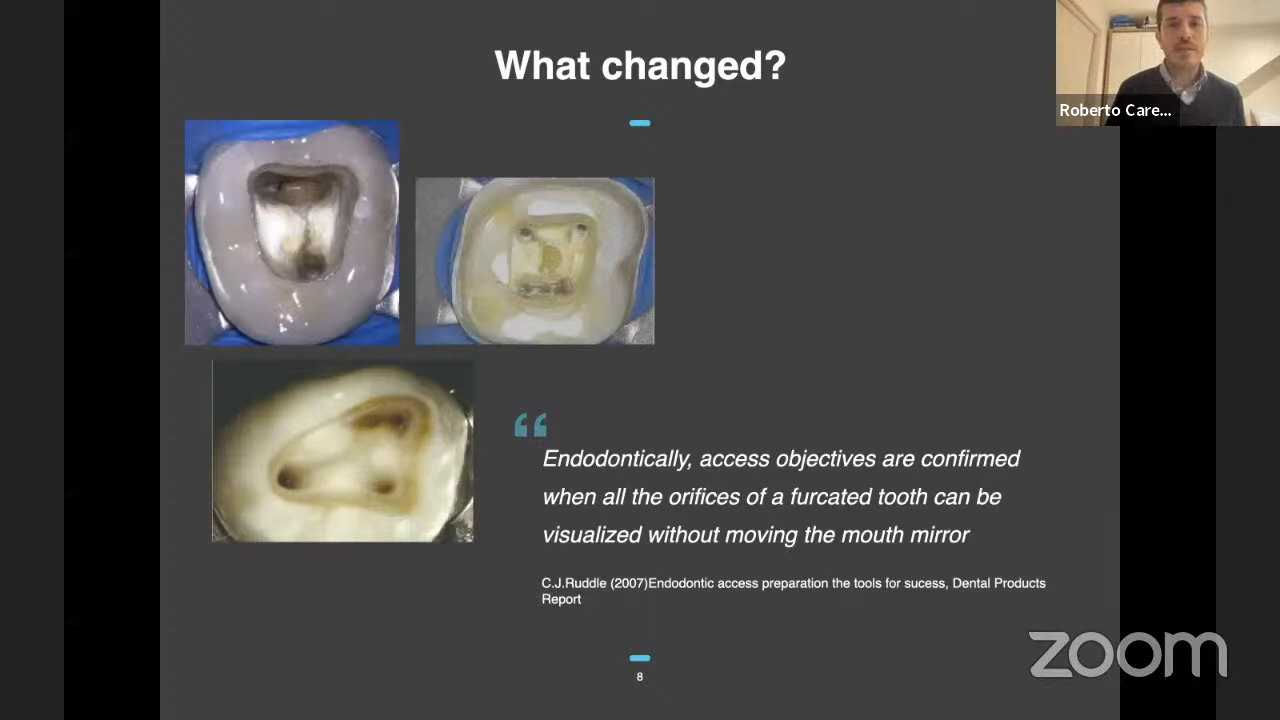 What changed?
Roberto Care...
“
Endodontically, access objectives are confirmed
when all the orifices of a furcated tooth can be
visualized without moving the mouth mirror
C.J.Ruddle (2007)Endodontic access preparation the tools for sucess, Dental Products
Report
zoom
8